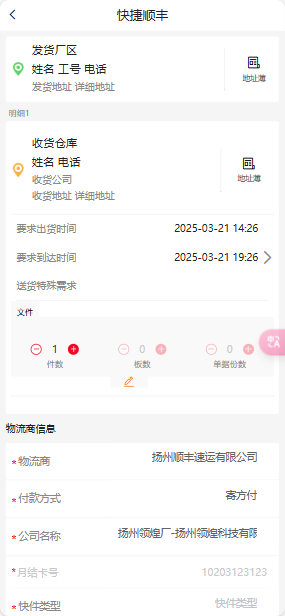 快捷顺丰
发货厂区
姓名 工号 电话
发货地址 详细地址
地址薄
明细1
收货仓库
姓名 电话
收货公司
收货地址 详细地址
地址薄
要求出货时间 2025-03-21 14:26
要求到达时间 2025-03-21 19:26
送货特殊需求
文件
1 0 0
件数 板数 单据份数
物流商信息
*物流商 扬州顺丰速运有限公司
*付款方式 寄方付
*公司名称 扬州领煌厂-扬州领煌科技有限
*月结卡号 10203123123
*快件类型 快件类型